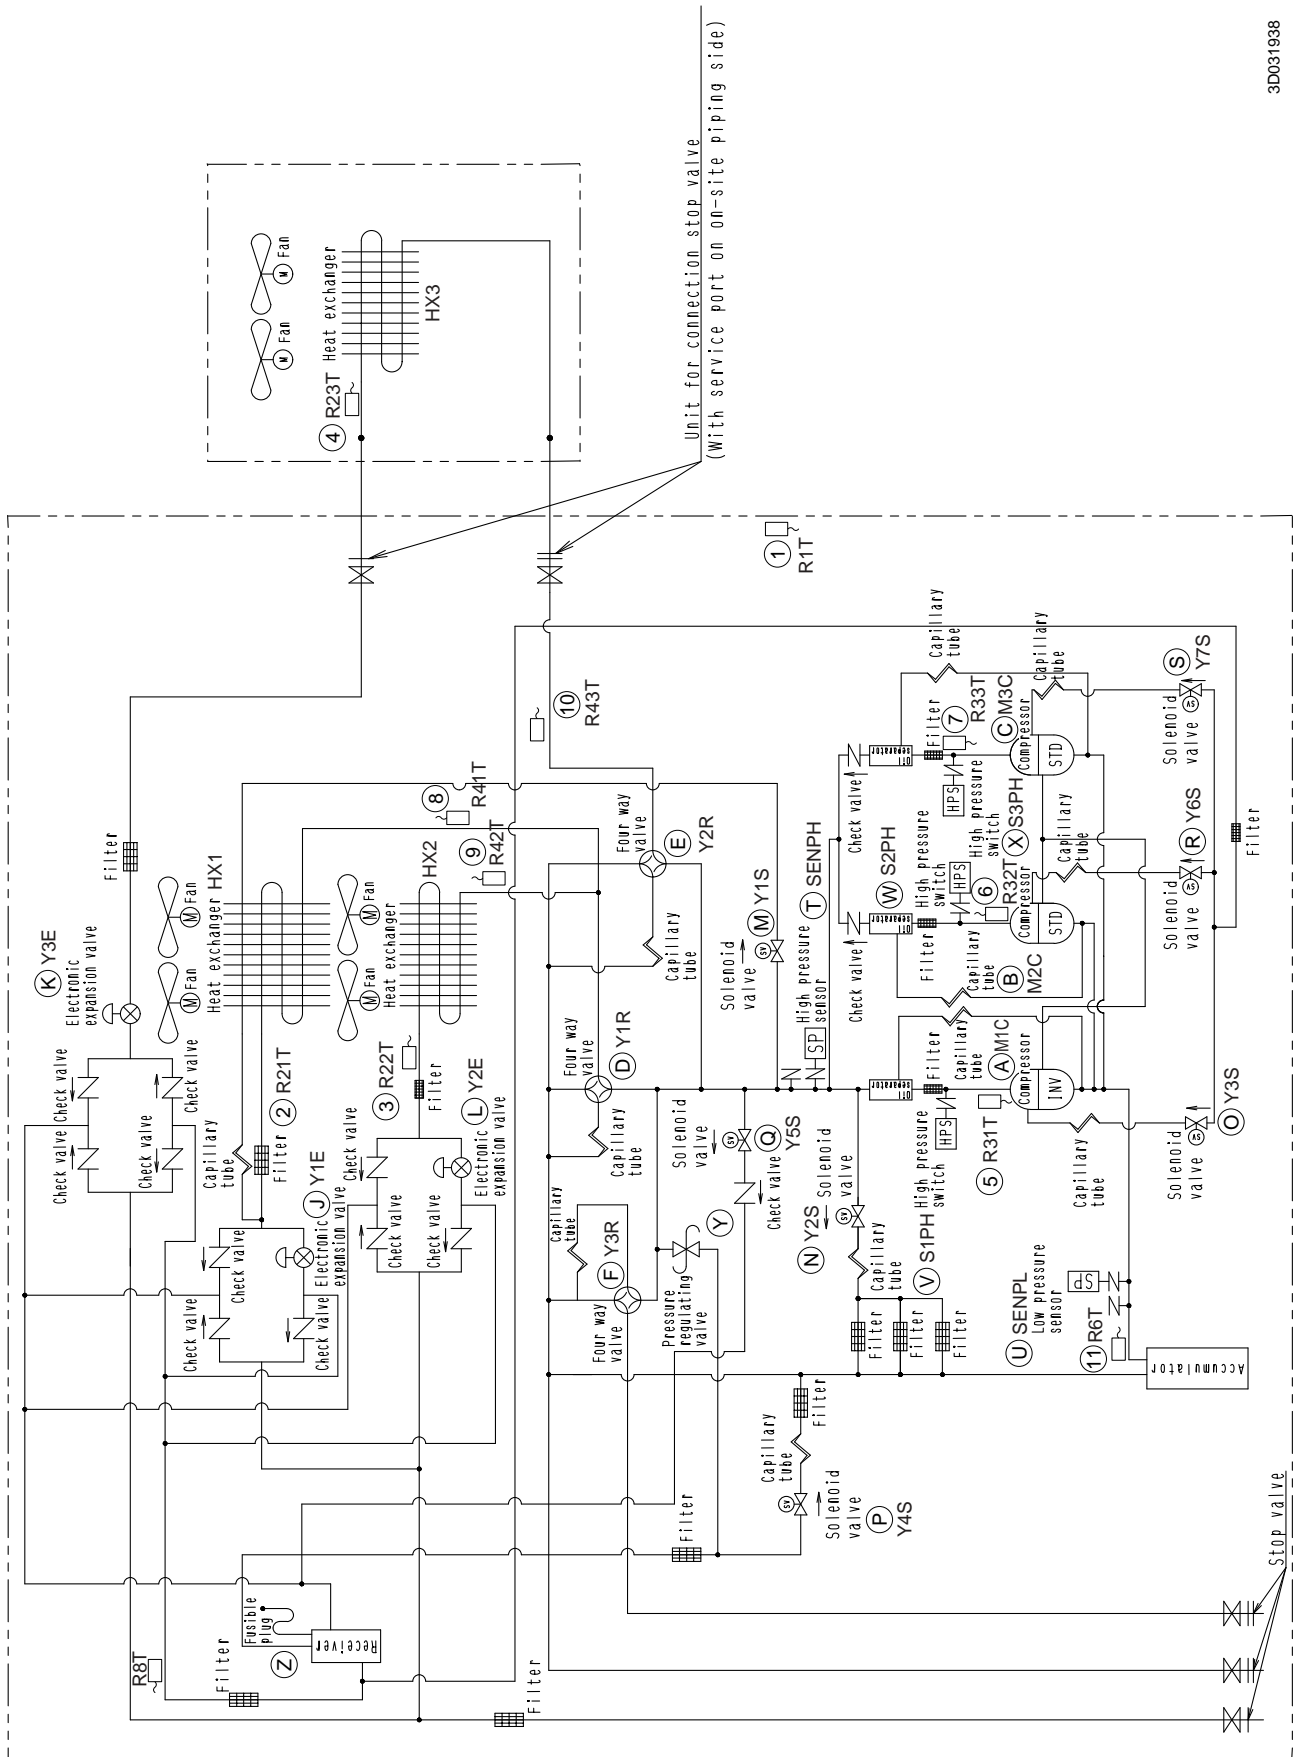 3D031938
Unit for connection stop valve
(With service port on on-site piping side)
M Fan
M Fan
Heat exchanger
HX3
4 R23T
1
R1T
K Y3E
Electronic
expansion valve
Filter
Check valve
Check valve
Check valve
Check valve
M Fan
M Fan
Heat exchanger HX1
M Fan
M Fan
Heat exchanger
HX2
2 R21T
Filter
Capillary
tube
3 R22T
Filter
L Y2E
Electronic
expansion valve
J Y1E
Electronic
expansion valve
Check valve
Check valve
Check valve
Check valve
Check valve
Check valve
8
R41T
9
R42T
10
R43T
Four way
valve
E
Y2R
Capillary
tube
Four way
valve
D Y1R
Capillary
tube
Capillary
tube
Four way
valve
F Y3R
Pressure
regulating
valve
Y
Solenoid
valve
M Y1S
SV
High pressure
sensor
T SENPH
SP
Solenoid
valve
SV
Q
Y5S
Check valve
N Y2S
Solenoid
valve
SV
Capillary
tube
Filter
Filter
Filter
Check valve
Check valve
Oil
separator
Oil
separator
Oil
separator
Filter
Filter
Filter
Capillary
tube
Capillary
tube
Capillary
tube
7
R33T
HPS
High pressure
switch
X S3PH
C M3C
Compressor
STD
W S2PH
High pressure
switch
HPS
6
R32T
B
M2C
Compressor
STD
A M1C
Compressor
INV
5 R31T
HPS
High pressure
switch
V S1PH
Capillary
tube
Capillary
tube
Capillary
tube
Solenoid
valve
SV
S
Y7S
Solenoid
valve
SV
R Y6S
Solenoid
valve
SV
O Y3S
Filter
U SENPL
Low pressure
sensor
SP
11 R6T
Accumulator
Filter
Capillary
tube
Solenoid
valve
SV
P
Y4S
Filter
Fusible
plug
Receiver
Z
R8T
Filter
Filter
Stop valve